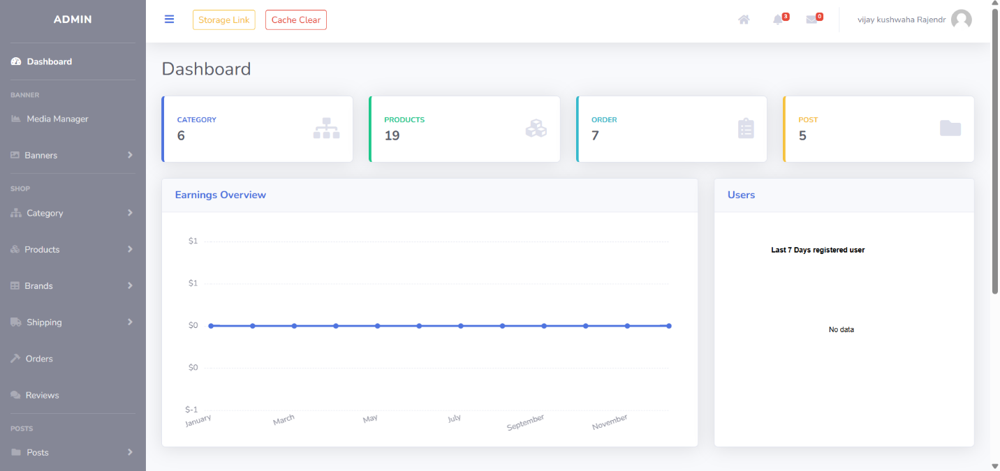 ADMIN
Dashboard
BANNER
Media Manager
Banners
SHOP
Category
Products
Brands
Shipping
Orders
Reviews
POSTS
Posts
Storage Link
Cache Clear
3
0
vijay kushwaha Rajendr
Dashboard
CATEGORY
6
PRODUCTS
19
ORDER
7
POST
5
Earnings Overview
$1
$1
$0
$0
$-1
January
March
May
July
September
November
Users
Last 7 Days registered user
No data